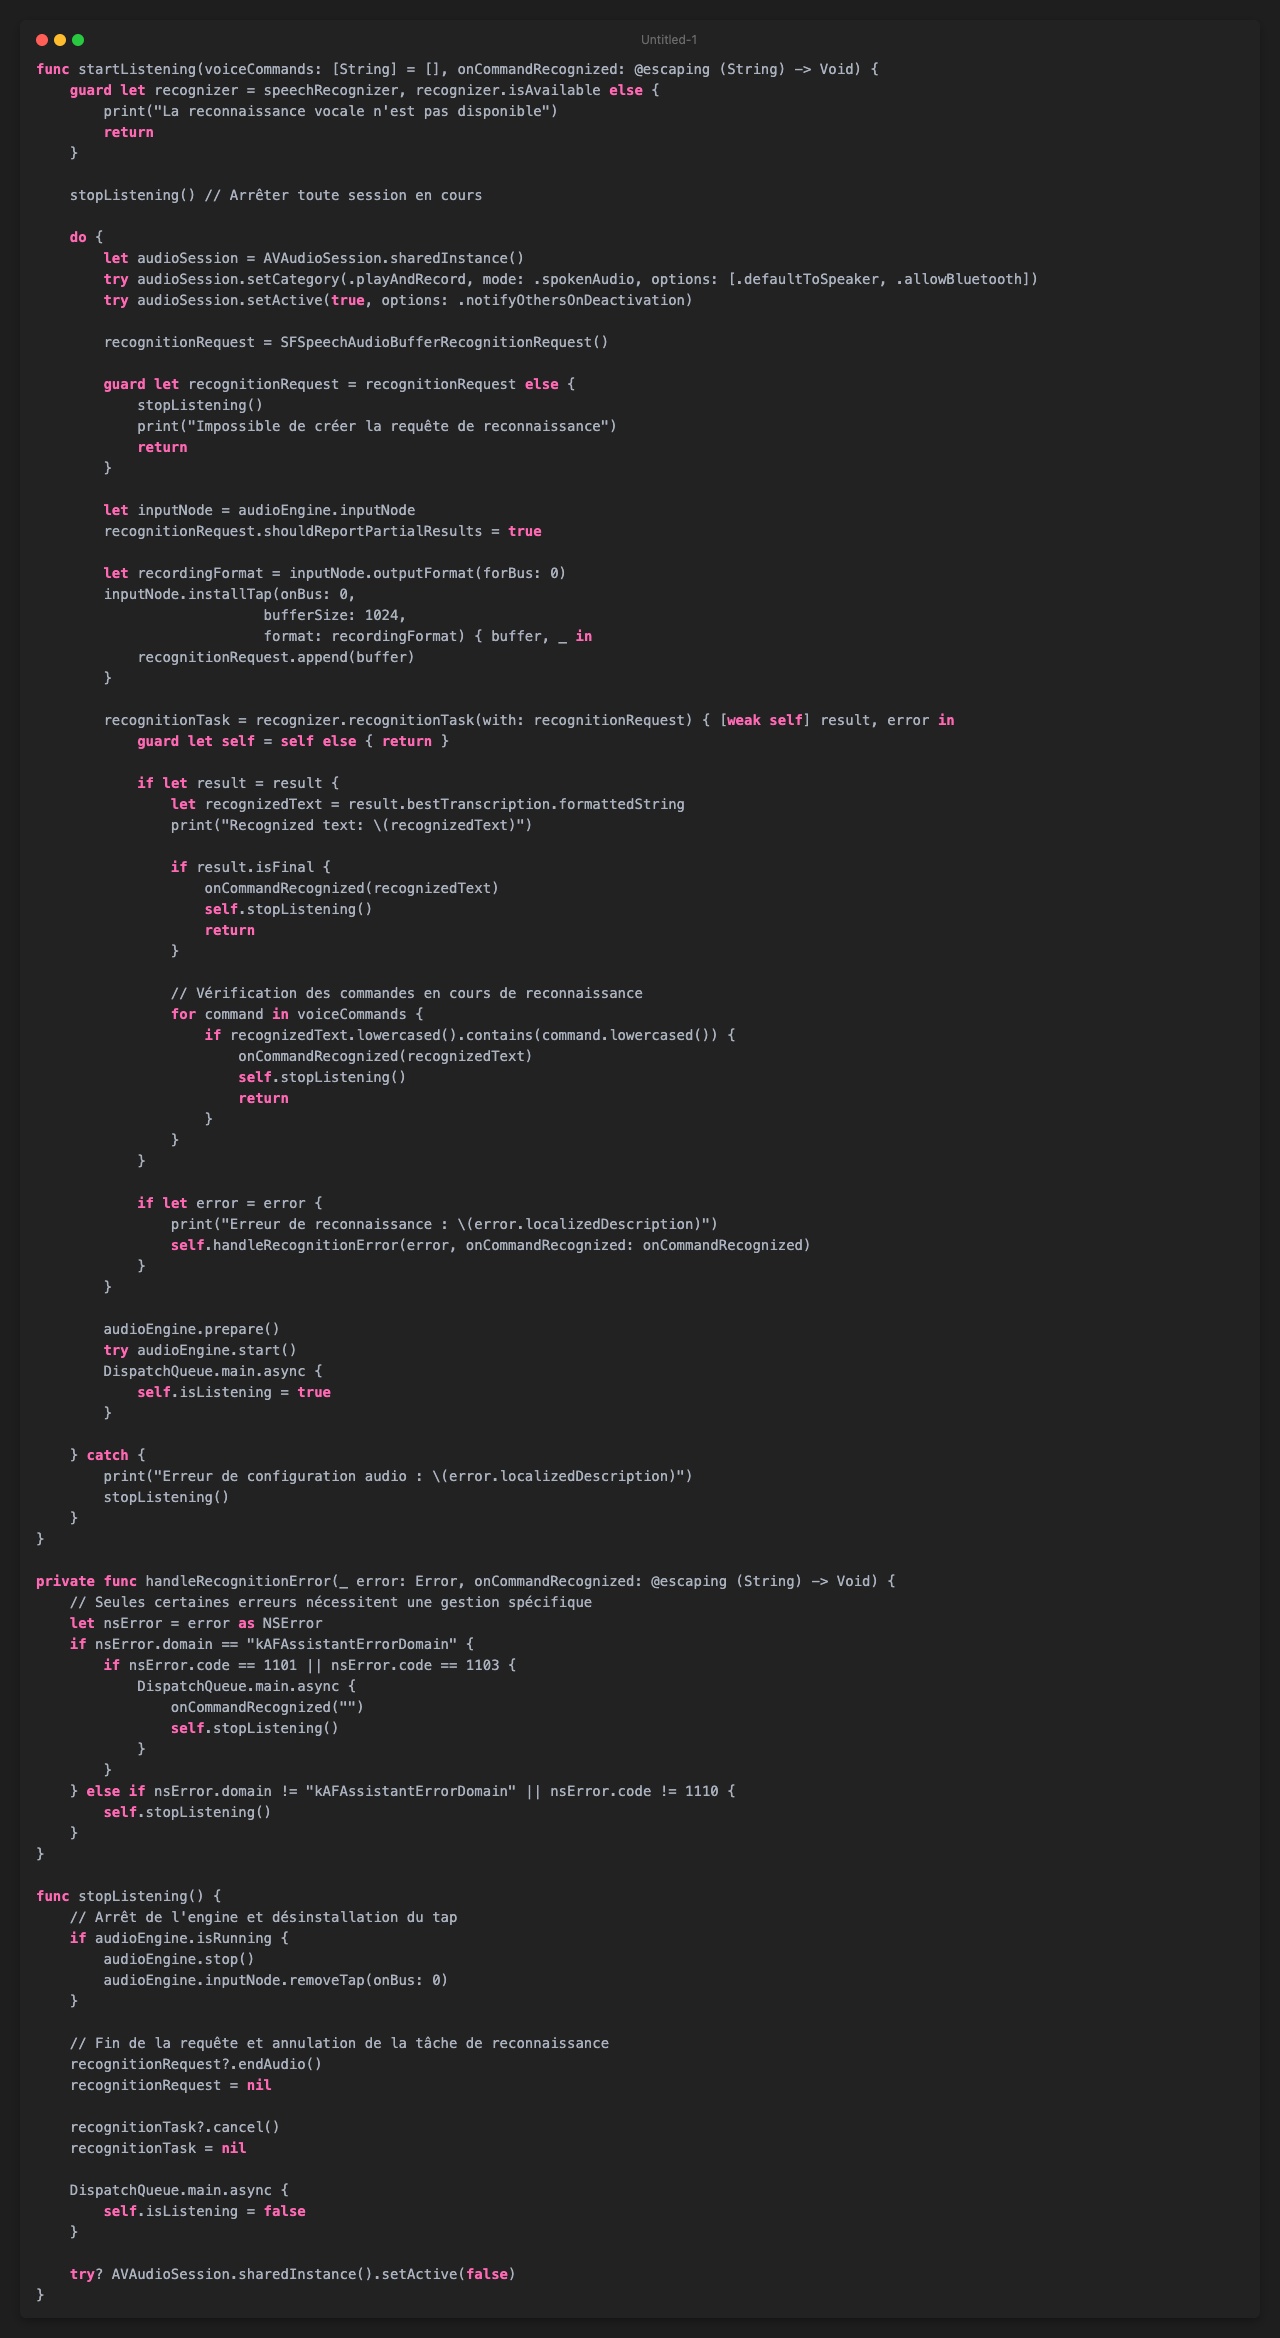 Untitled-1
func startListening(voiceCommands: [String] = [], onCommandRecognized: @escaping (String) -> Void) {
    guard let recognizer = speechRecognizer, recognizer.isAvailable else {
        print("La reconnaissance vocale n'est pas disponible")
        return
    }

    stopListening() // Arrêter toute session en cours

    do {
        let audioSession = AVAudioSession.sharedInstance()
        try audioSession.setCategory(.playAndRecord, mode: .spokenAudio, options: [.defaultToSpeaker, .allowBluetooth])
        try audioSession.setActive(true, options: .notifyOthersOnDeactivation)

        recognitionRequest = SFSpeechAudioBufferRecognitionRequest()

        guard let recognitionRequest = recognitionRequest else {
            stopListening()
            print("Impossible de créer la requête de reconnaissance")
            return
        }

        let inputNode = audioEngine.inputNode
        recognitionRequest.shouldReportPartialResults = true

        let recordingFormat = inputNode.outputFormat(forBus: 0)
        inputNode.installTap(onBus: 0,
                           bufferSize: 1024,
                           format: recordingFormat) { buffer, _ in
            recognitionRequest.append(buffer)
        }

        recognitionTask = recognizer.recognitionTask(with: recognitionRequest) { [weak self] result, error in
            guard let self = self else { return }

            if let result = result {
                let recognizedText = result.bestTranscription.formattedString
                print("Recognized text: \(recognizedText)")

                if result.isFinal {
                    onCommandRecognized(recognizedText)
                    self.stopListening()
                    return
                }

                // Vérification des commandes en cours de reconnaissance
                for command in voiceCommands {
                    if recognizedText.lowercased().contains(command.lowercased()) {
                        onCommandRecognized(recognizedText)
                        self.stopListening()
                        return
                    }
                }
            }

            if let error = error {
                print("Erreur de reconnaissance : \(error.localizedDescription)")
                self.handleRecognitionError(error, onCommandRecognized: onCommandRecognized)
            }
        }

        audioEngine.prepare()
        try audioEngine.start()
        DispatchQueue.main.async {
            self.isListening = true
        }

    } catch {
        print("Erreur de configuration audio : \(error.localizedDescription)")
        stopListening()
    }
}

private func handleRecognitionError(_ error: Error, onCommandRecognized: @escaping (String) -> Void) {
    // Seules certaines erreurs nécessitent une gestion spécifique
    let nsError = error as NSError
    if nsError.domain == "kAFAssistantErrorDomain" {
        if nsError.code == 1101 || nsError.code == 1103 {
            DispatchQueue.main.async {
                onCommandRecognized("")
                self.stopListening()
            }
        }
    } else if nsError.domain != "kAFAssistantErrorDomain" || nsError.code != 1110 {
        self.stopListening()
    }
}

func stopListening() {
    // Arrêt de l'engine et désinstallation du tap
    if audioEngine.isRunning {
        audioEngine.stop()
        audioEngine.inputNode.removeTap(onBus: 0)
    }

    // Fin de la requête et annulation de la tâche de reconnaissance
    recognitionRequest?.endAudio()
    recognitionRequest = nil

    recognitionTask?.cancel()
    recognitionTask = nil

    DispatchQueue.main.async {
        self.isListening = false
    }

    try? AVAudioSession.sharedInstance().setActive(false)
}